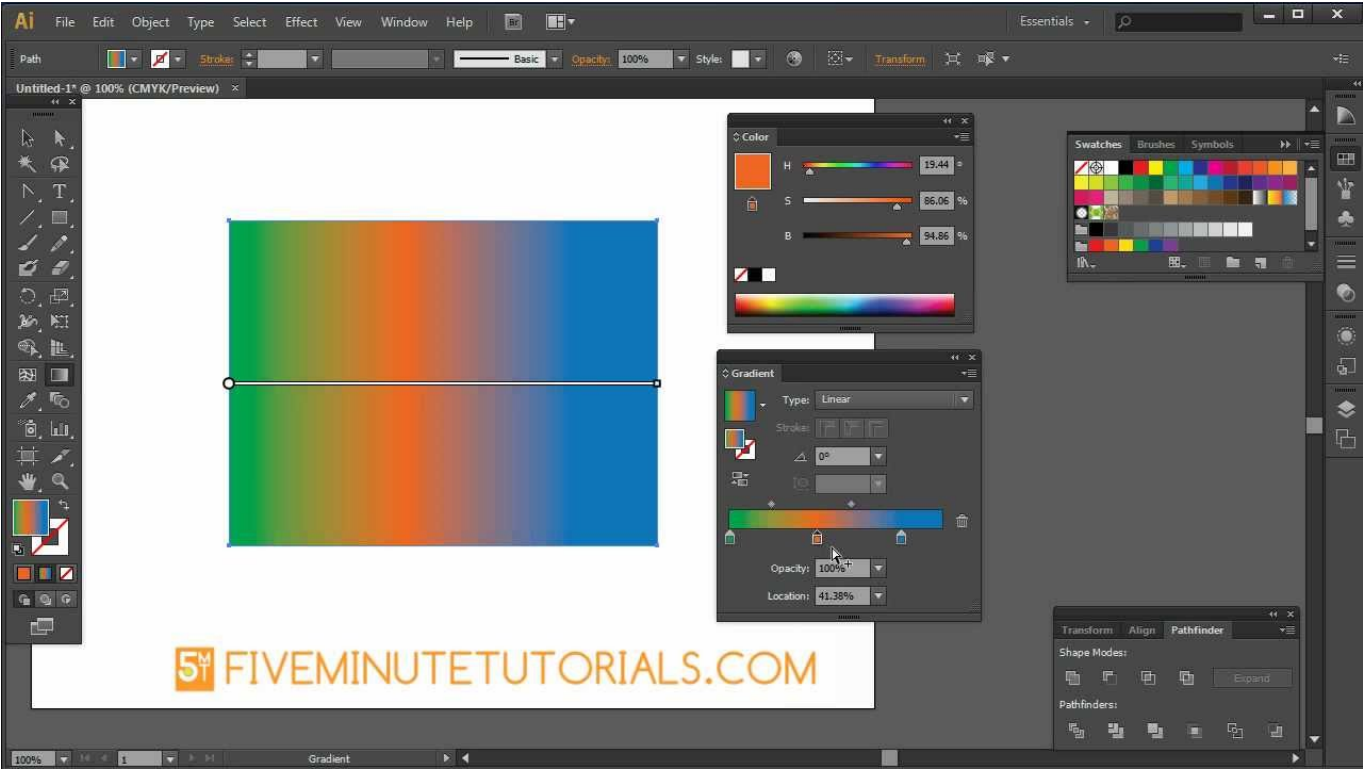 Ai File Edit Object Type Select Effect View Window Help Br Essentials
Path Stroke: Basic Opacity: 100% Style: Transform
Untitled-1* @ 100% (CMYK/Preview) ×
Color
H 19.44 °
S 86.06 %
B 94.86 %
Swatches Brushes Symbols
Gradient
Type: Linear
Stroke:
0°
Opacity: 100%
Location: 41.38%
Transform Align Pathfinder
Shape Modes:
Expand
Pathfinders:
5MT FIVEMINUTETUTORIALS.COM
100% 1 Gradient